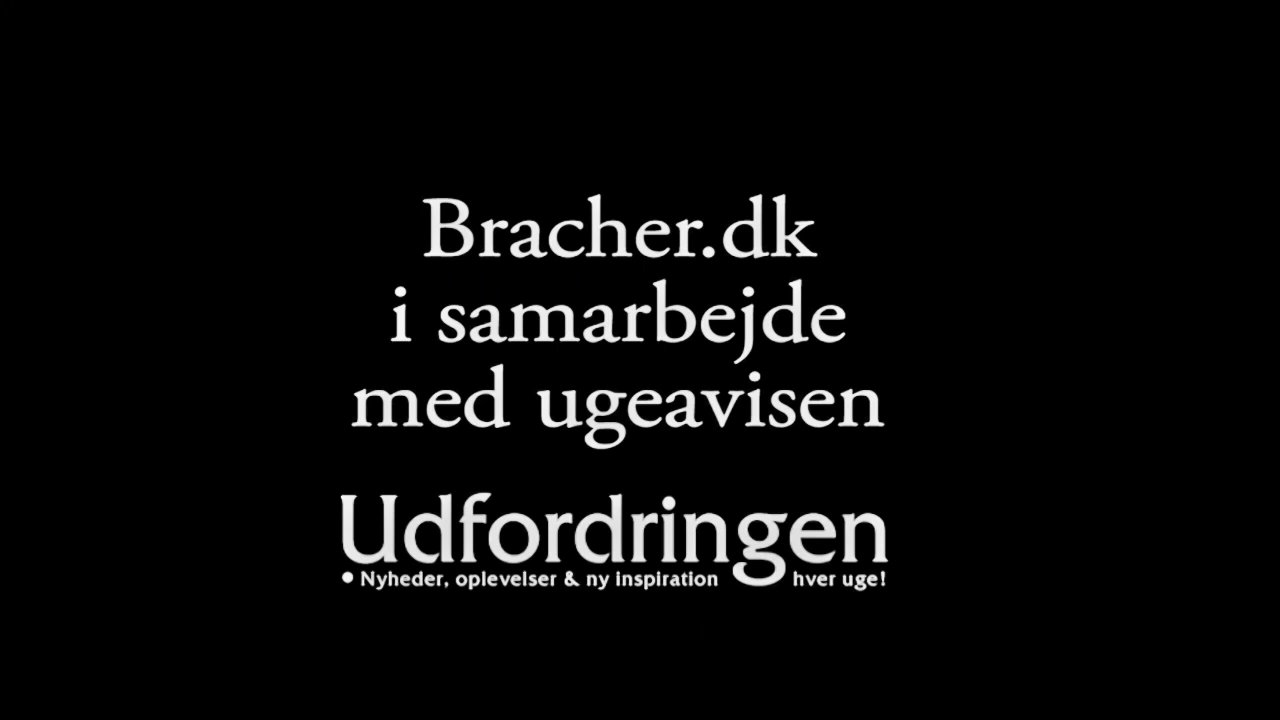 Bracher.dk
i samarbejde
med ugeavisen
Udfordringen
• Nyheder, oplevelser & ny inspiration hver uge!